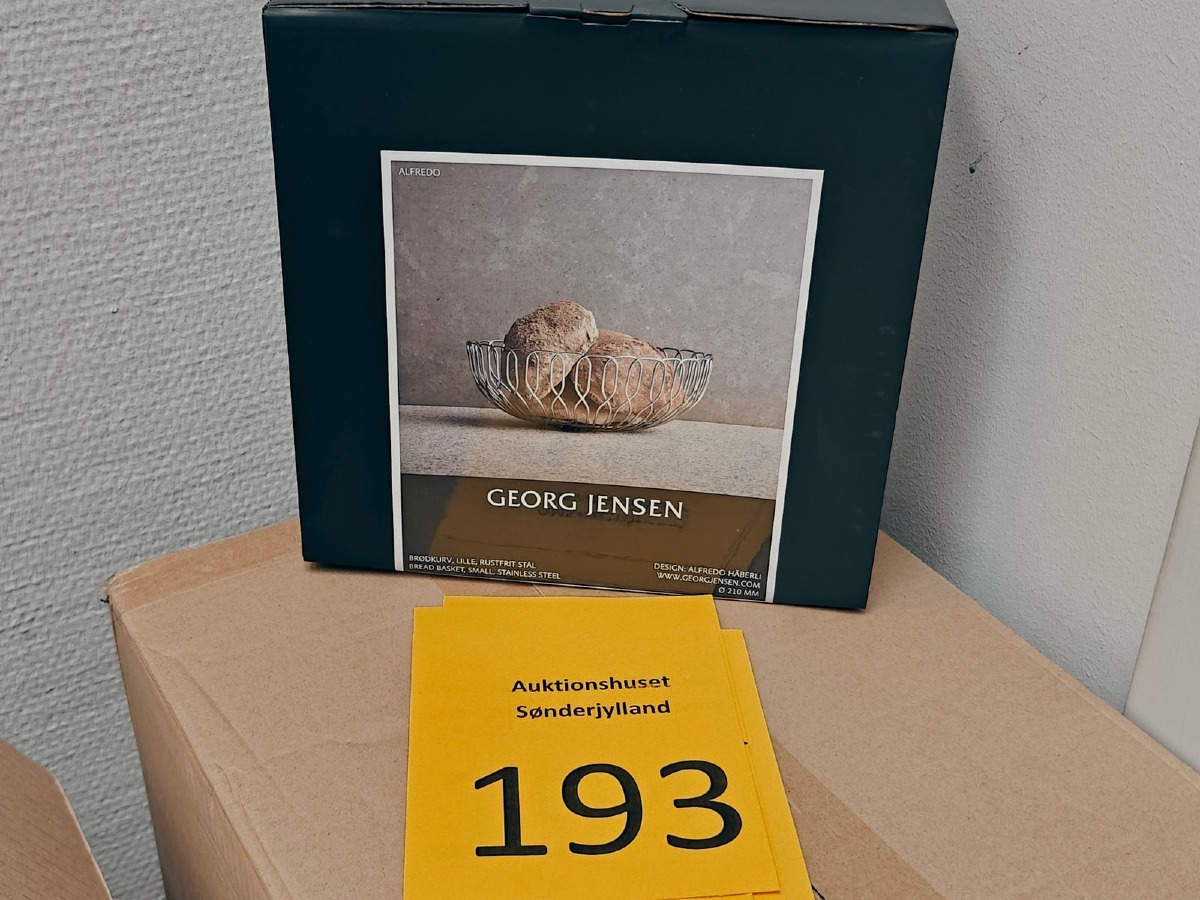 ALFREDO
GEORG JENSEN
BRØDKURV, LILLE, RUSTFRIT STÅL
BREAD BASKET, SMALL, STAINLESS STEEL
DESIGN: ALFREDO HÄBERLI
WWW.GEORGJENSEN.COM
Ø 210 MM
Auktionshuset
Sønderjylland
193